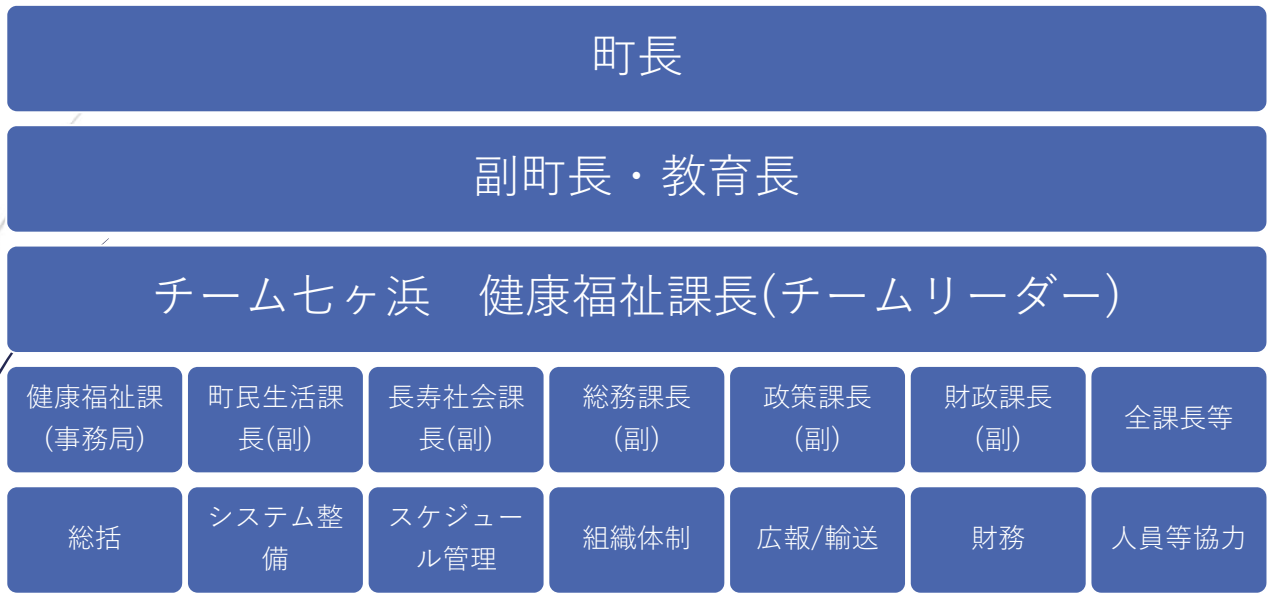 町長
副町長・教育長
チーム七ヶ浜　健康福祉課長(チームリーダー)
健康福祉課
(事務局)
町民生活課
長(副)
長寿社会課
長(副)
総務課長
(副)
政策課長
(副)
財政課長
(副)
全課長等
総括
システム整
備
スケジュー
ル管理
組織体制
広報/輸送
財務
人員等協力